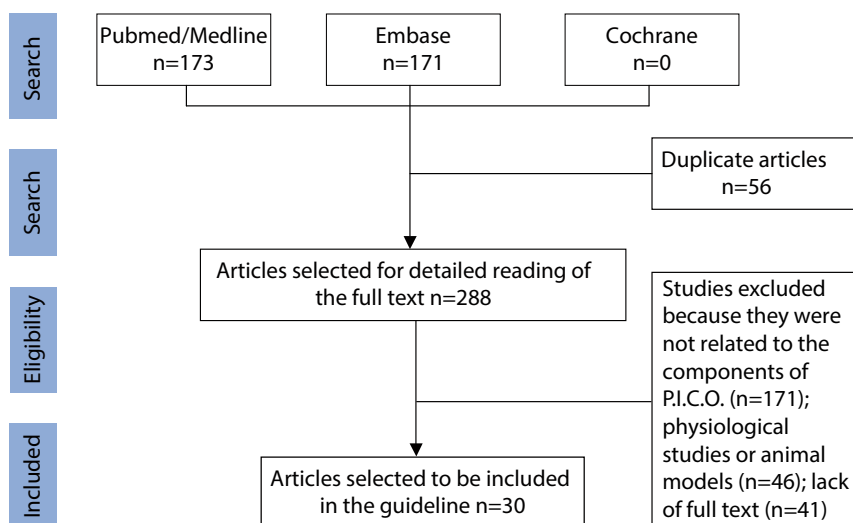 Search
Pubmed/Medline
n=173
Embase
n=171
Cochrane
n=0
Search
Duplicate articles
n=56
Articles selected for detailed reading of
the full text n=288
Eligibility
Studies excluded
because they were
not related to the
components of
P.I.C.O. (n=171);
physiological
studies or animal
models (n=46); lack
of full text (n=41)
Included
Articles selected to be included
in the guideline n=30